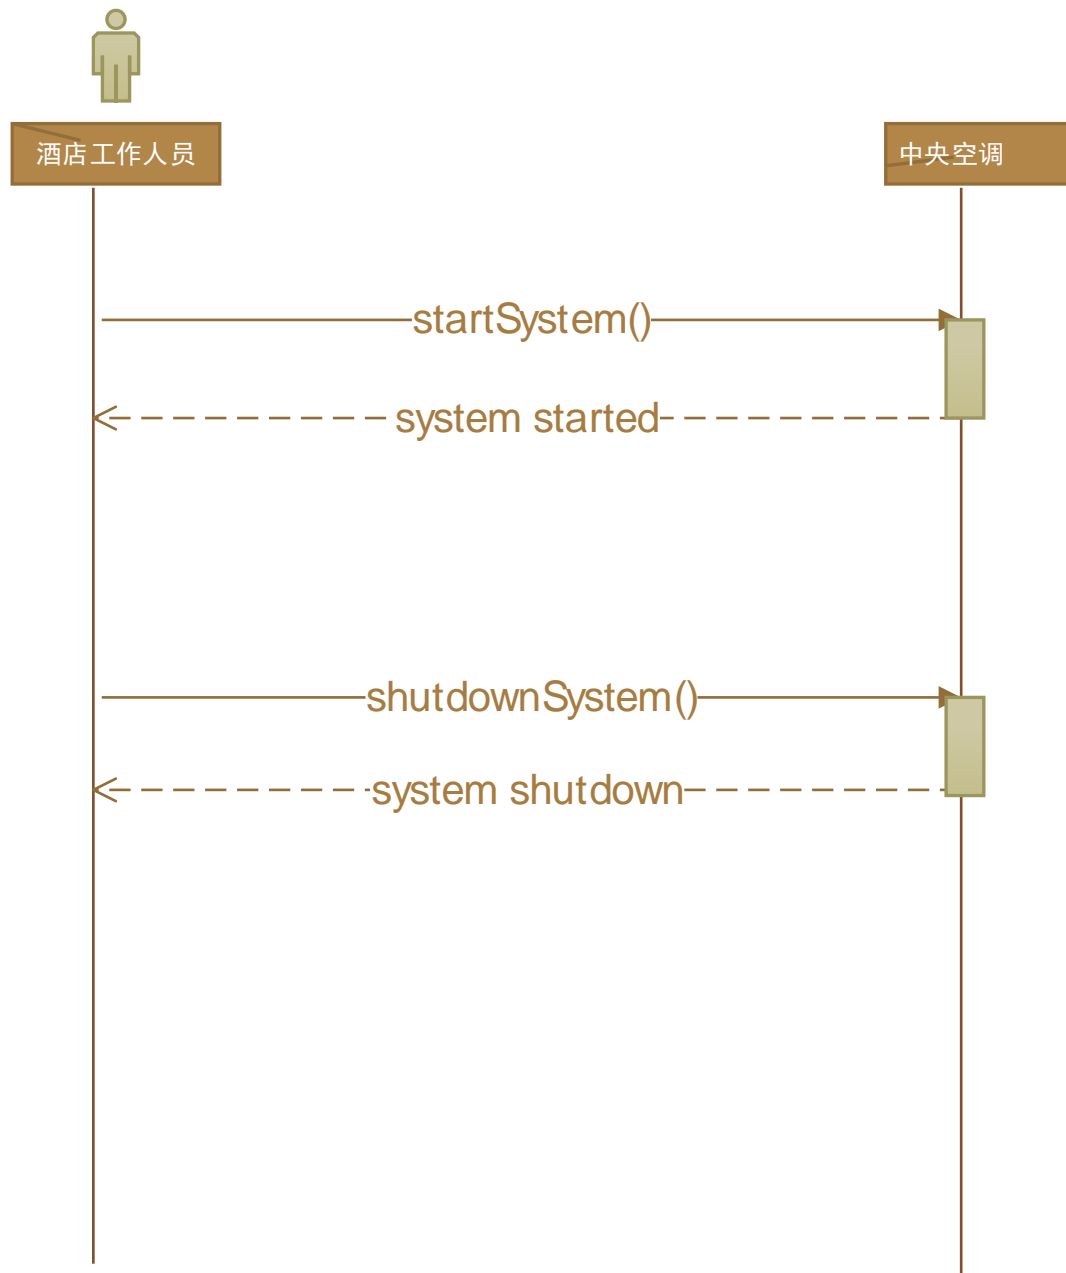 酒店工作人员
中央空调
startSystem()
system started
shutdownSystem()
system shutdown